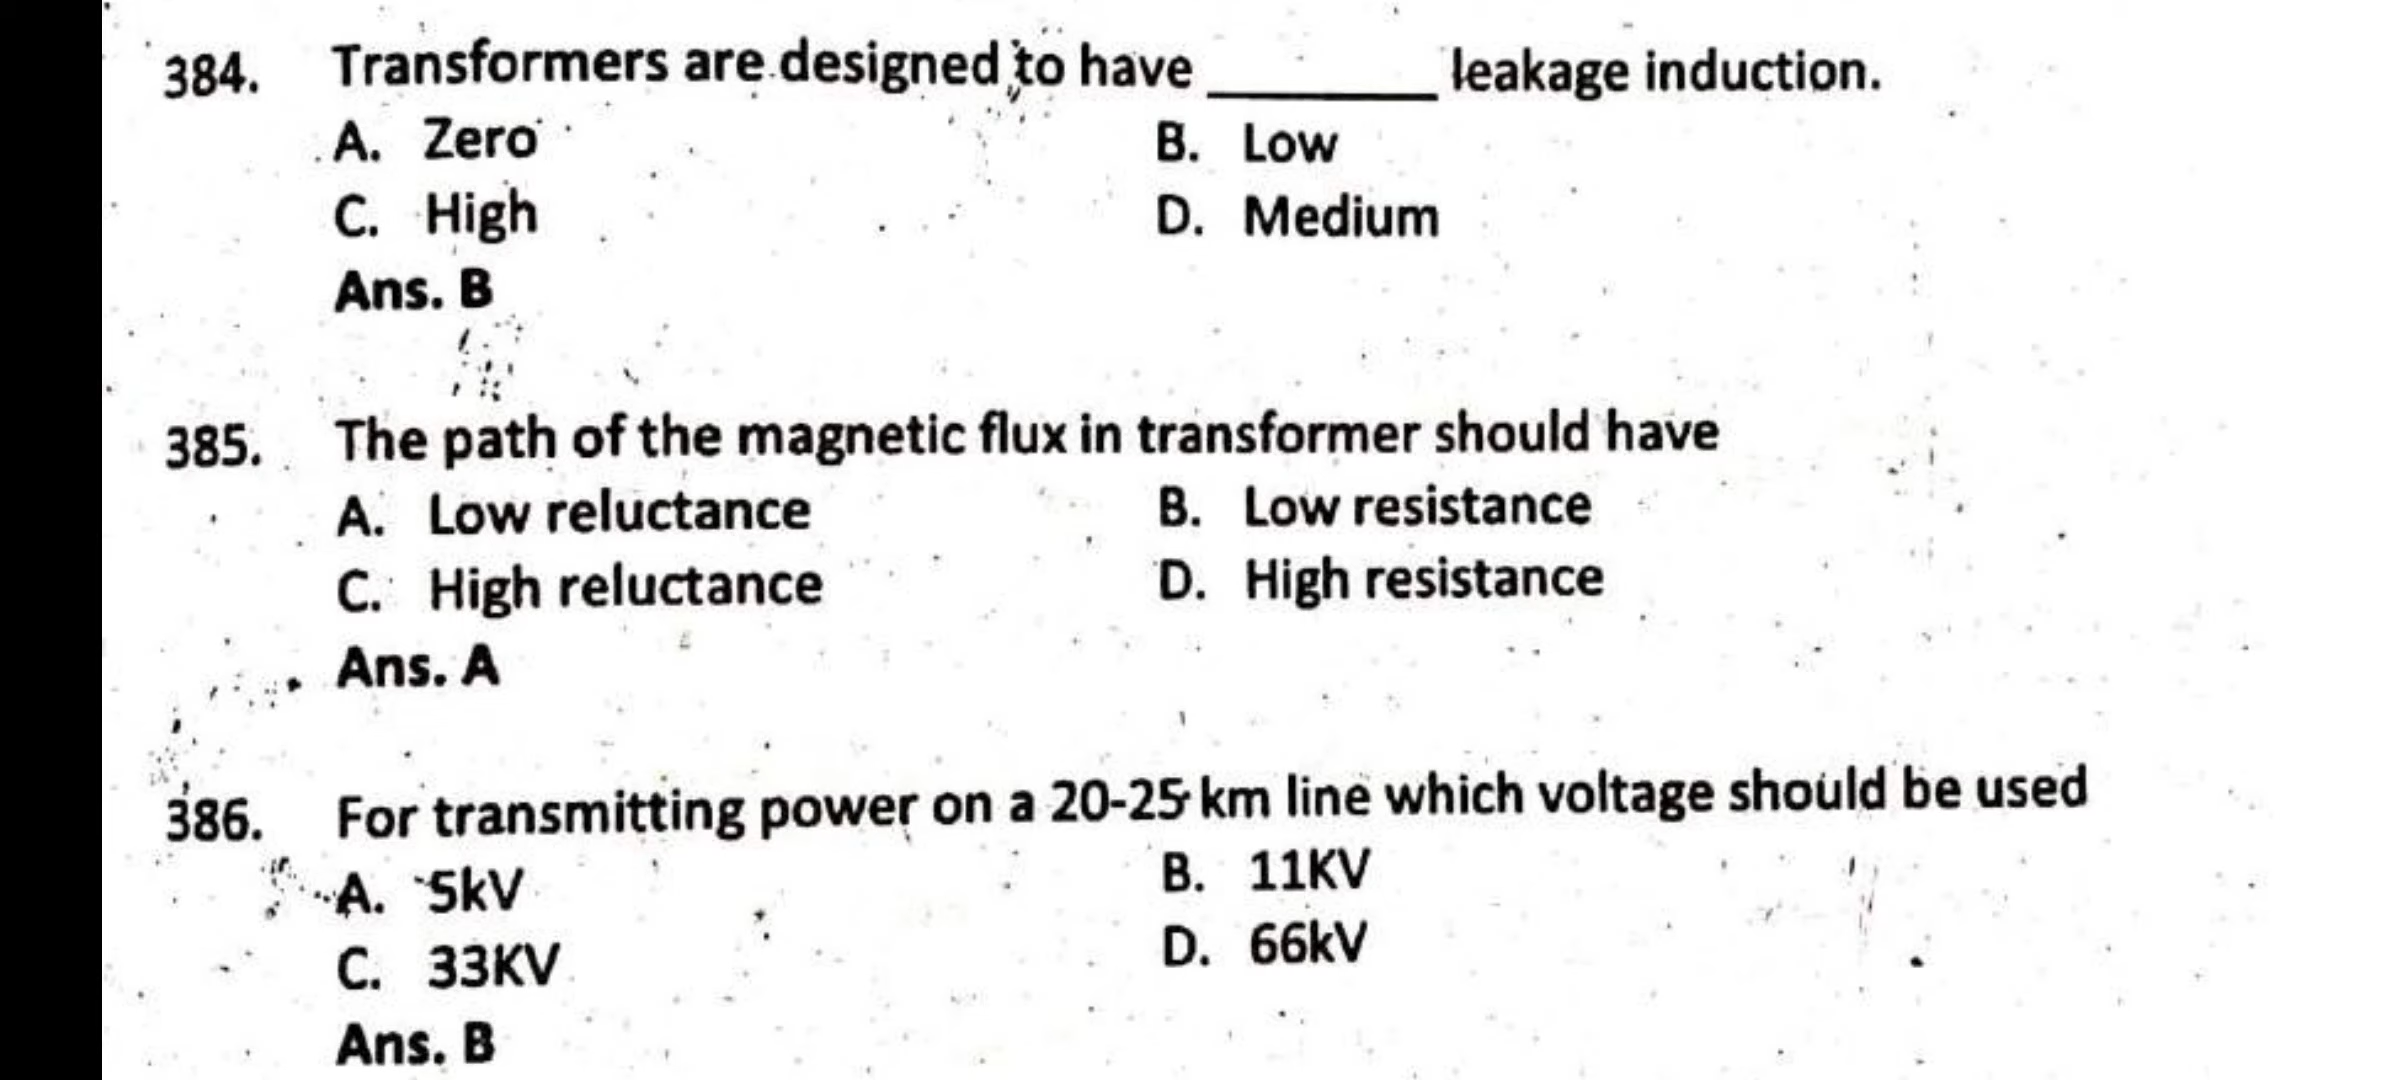 384. Transformers are designed to have ________ leakage induction.
A. Zero B. Low
C. High D. Medium
Ans. B
385. The path of the magnetic flux in transformer should have
A. Low reluctance B. Low resistance
C. High reluctance D. High resistance
Ans. A
386. For transmitting power on a 20-25 km line which voltage should be used
A. 5kV B. 11KV
C. 33KV D. 66kV
Ans. B